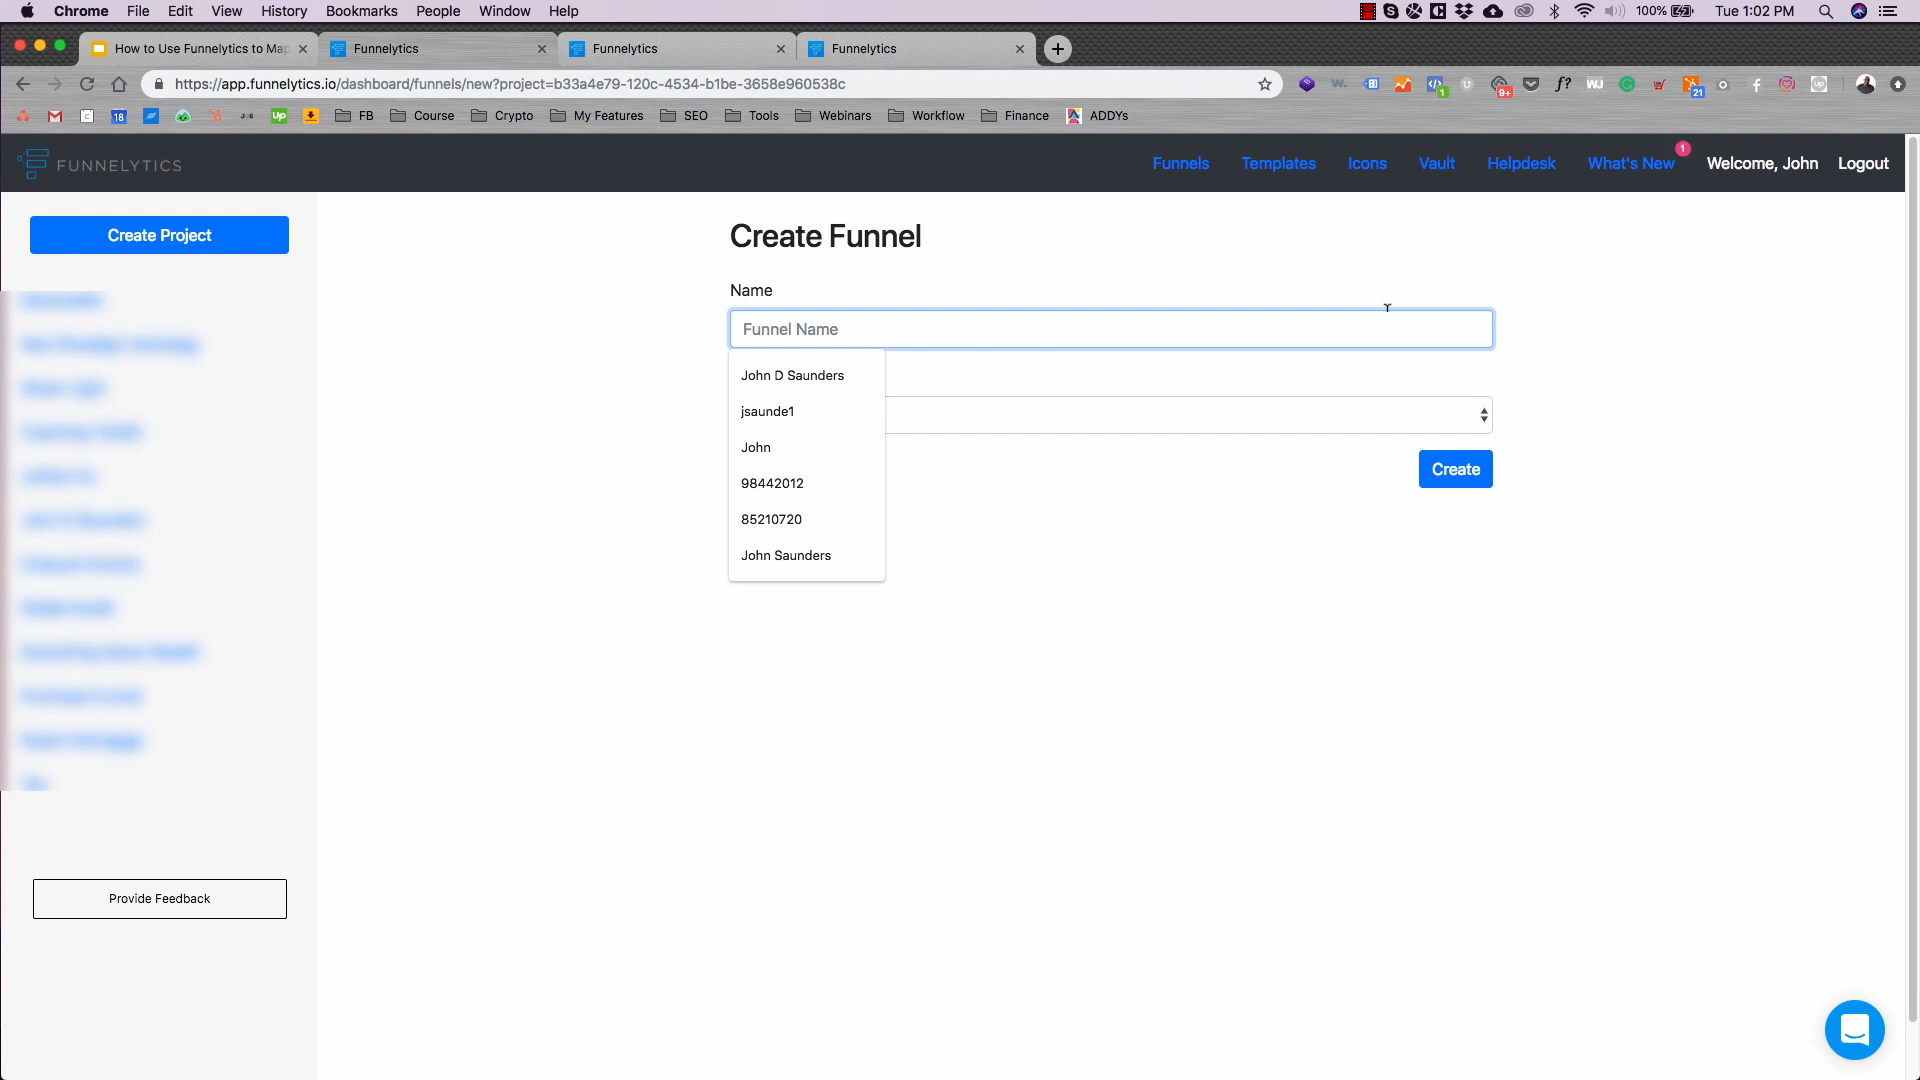 Chrome File Edit View History Bookmarks People Window Help 100% Tue 1:02 PM
How to Use Funnelytics to Map Funnelytics Funnelytics Funnelytics
https://app.funnelytics.io/dashboard/funnels/new?project=b33a4e79-120c-4534-b1be-3658e960538c
FB Course Crypto My Features SEO Tools Webinars Workflow Finance ADDYs
FUNNELYTICS Funnels Templates Icons Vault Helpdesk What's New 1 Welcome, John Logout
Create Project
Create Funnel
Name
Funnel Name
John D Saunders
jsaunde1
John
98442012
85210720
John Saunders
Create
Provide Feedback